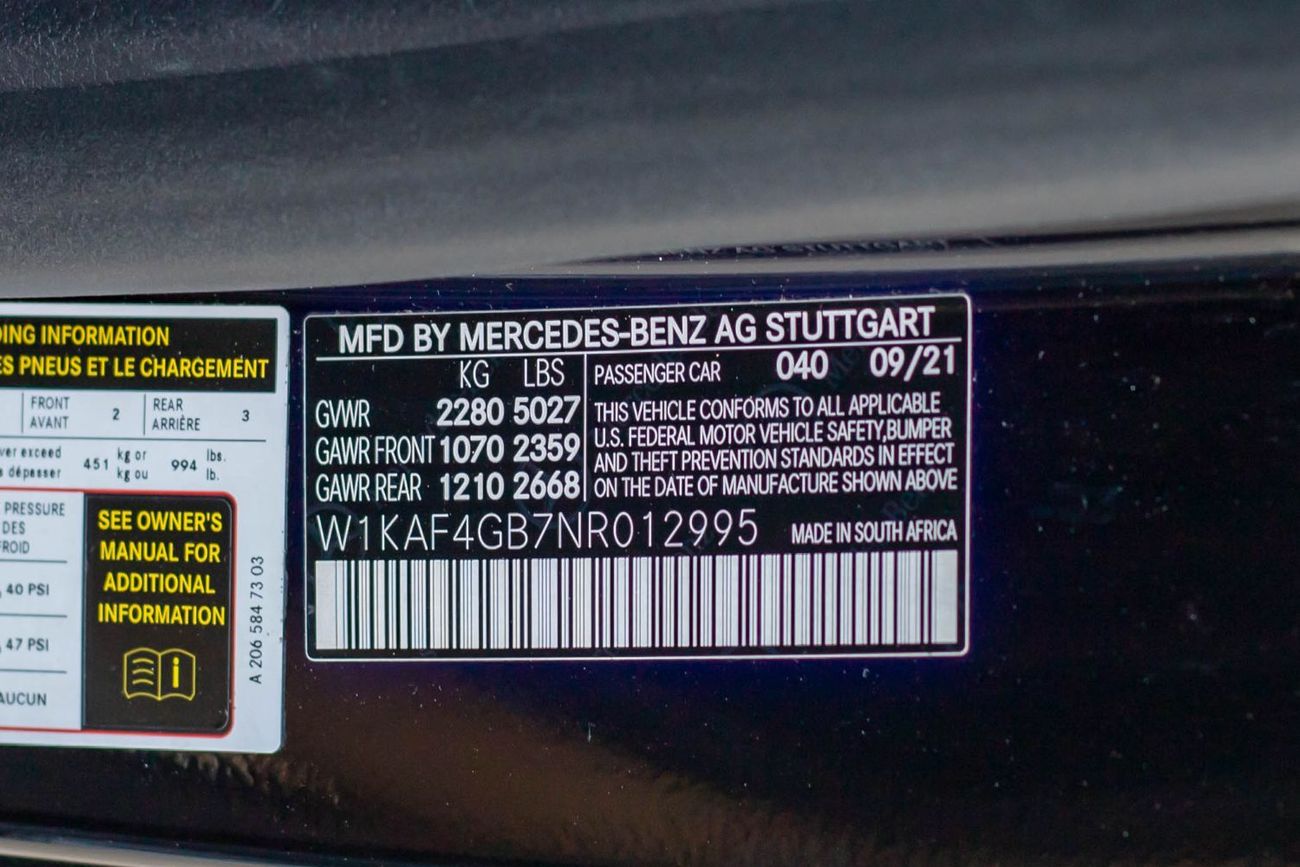 DING INFORMATION
ES PNEUS ET LE CHARGEMENT
FRONT 2 REAR 3
AVANT ARRIÈRE
ver exceed 451 kg or 994 lbs.
s dépasser kg ou lb.
PRESSURE
DES
FROID
40 PSI
47 PSI
AUCUN
SEE OWNER'S
MANUAL FOR
ADDITIONAL
INFORMATION
A 206 584 73 03
MFD BY MERCEDES-BENZ AG STUTTGART
KG LBS
GVWR 2280 5027
GAWR FRONT 1070 2359
GAWR REAR 1210 2668
PASSENGER CAR 040 09/21
THIS VEHICLE CONFORMS TO ALL APPLICABLE
U.S. FEDERAL MOTOR VEHICLE SAFETY,BUMPER
AND THEFT PREVENTION STANDARDS IN EFFECT
ON THE DATE OF MANUFACTURE SHOWN ABOVE
W1KAF4GB7NR012995 MADE IN SOUTH AFRICA